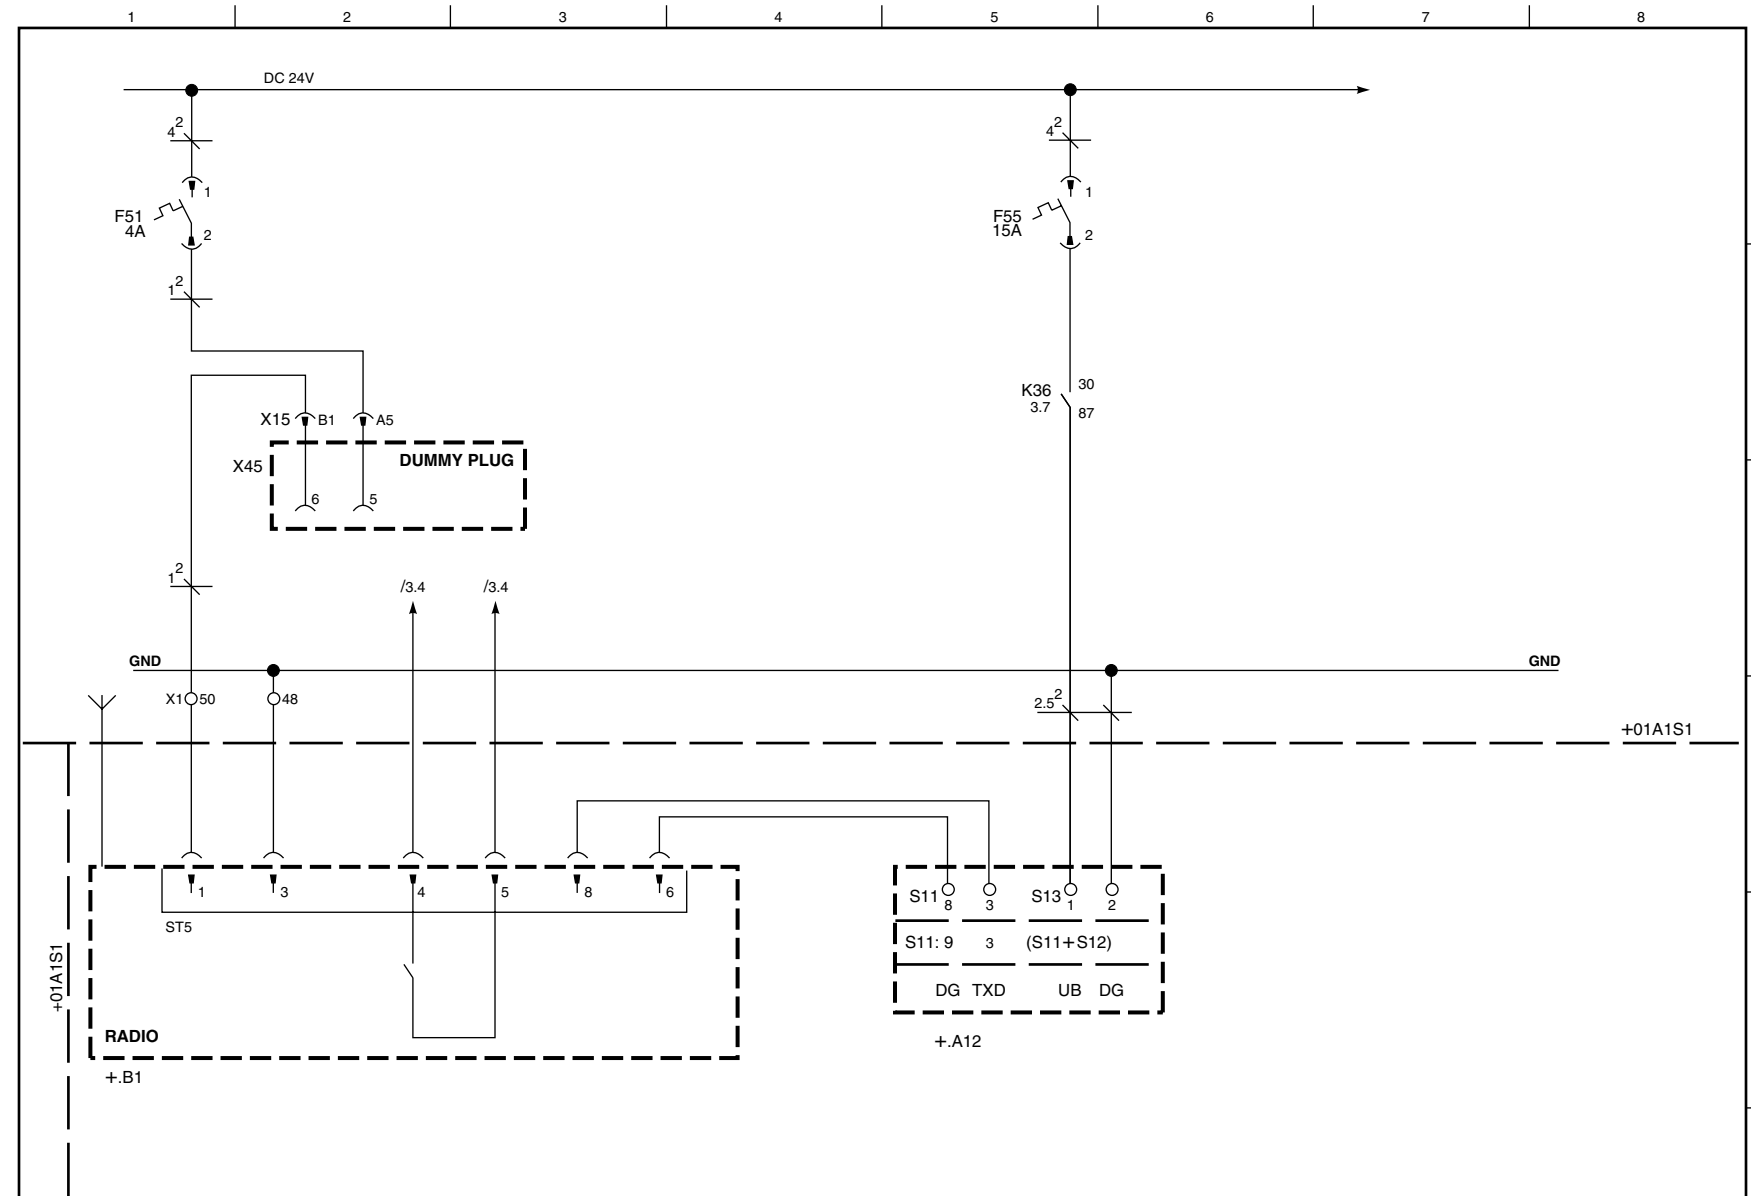 1 2 3 4 5 6 7 8
DC 24V
4² 4²
1 1
F51 F55
4A 15A
2 2
1²
K36 30
3.7 87
X15 B1 A5
X45 DUMMY PLUG
6 5
1²
/3.4 /3.4
GND GND
X1 50 48
2.5²
+01A1S1
1 3 4 5 8 6
ST5
S11 8 3 S13 1 2
S11: 9 3 (S11+S12)
DG TXD UB DG
+01A1S1
RADIO
+.A12
+.B1